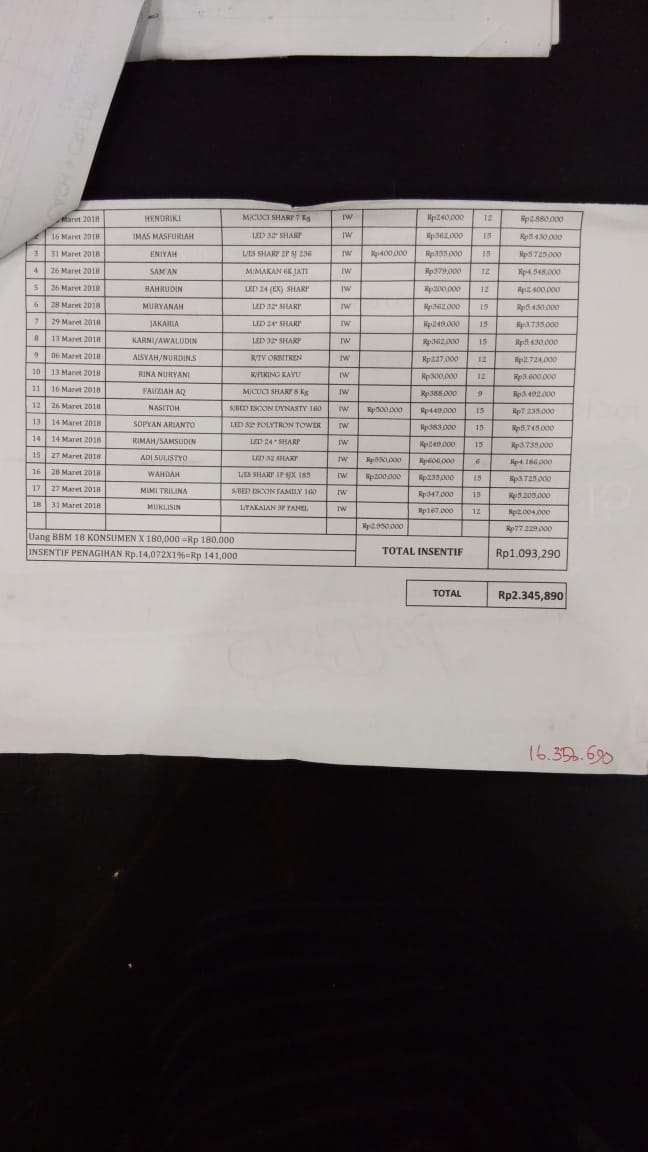 Maret 2018 HENDRIKI M/CUCI SHARP 7 Kg IW Rp240,000 12 Rp2.880,000
2 16 Maret 2018 IMAS MASFURIAH LED 32" SHARP IW Rp362,000 15 Rp5.430,000
3 31 Maret 2018 ENIYAH L/ES SHARP 2P SJ 236 IW Rp400,000 Rp355,000 15 Rp5.725,000
4 26 Maret 2018 SAM'AN M/MAKAN 6K JATI IW Rp379,000 12 Rp4.548,000
5 26 Maret 2018 BAHRUDIN LED 24 (EX) SHARP IW Rp200,000 12 Rp2.400,000
6 28 Maret 2018 MURYANAH LED 32" SHARP IW Rp362,000 15 Rp5.430,000
7 29 Maret 2018 JAKARIA LED 24" SHARP IW Rp249,000 15 Rp3.735,000
8 13 Maret 2018 KARNI/AWALUDIN LED 32" SHARP IW Rp362,000 15 Rp5.430,000
9 06 Maret 2018 AISYAH/NURDIN.S R/TV ORBITREN IW Rp227,000 12 Rp2.724,000
10 13 Maret 2018 RINA NURYANI R/PIRING KAYU IW Rp300,000 12 Rp3.600,000
11 16 Maret 2018 FAUZIAH AQ M/CUCI SHARP 8 Kg IW Rp388,000 9 Rp3.492,000
12 26 Maret 2018 NASITOH S/BED ESCON DYNASTY 160 IW Rp500,000 Rp449,000 15 Rp7.235,000
13 14 Maret 2018 SOPYAN ARIANTO LED 32" POLYTRON TOWER IW Rp383,000 15 Rp5.745,000
14 14 Maret 2018 RIMAH/SAMSUDIN LED 24 " SHARP IW Rp249,000 15 Rp3.735,000
15 27 Maret 2018 ADI SULISTYO LED 32 SHARP IW Rp550,000 Rp606,000 6 Rp4.186,000
16 28 Maret 2018 WAHDAH L/ES SHARP 1P SJX 185 IW Rp200,000 Rp235,000 15 Rp3.725,000
17 27 Maret 2018 MIMI TRILINA S/BED ESCON FAMILY 160 IW Rp347,000 15 Rp5.205,000
18 31 Maret 2018 MUKLISIN L/PAKAIAN 3P PANEL IW Rp167,000 12 Rp2.004,000
Rp2.950,000 Rp77.229.000
Uang BBM 18 KONSUMEN X 180,000 =Rp 180.000
INSENTIF PENAGIHAN Rp.14,072X1%=Rp 141,000
TOTAL INSENTIF Rp1.093,290
TOTAL Rp2.345,890